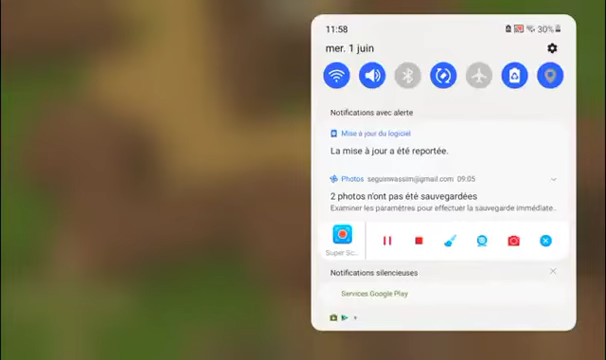 11:58
30%
mer. 1 juin
Notifications avec alerte
Mise à jour du logiciel
La mise à jour a été reportée.
Photos seguinwassim@gmail.com 09:05
2 photos n'ont pas été sauvegardées
Examiner les paramètres pour effectuer la sauvegarde immédiate..
Super Sc..
Notifications silencieuses
Services Google Play